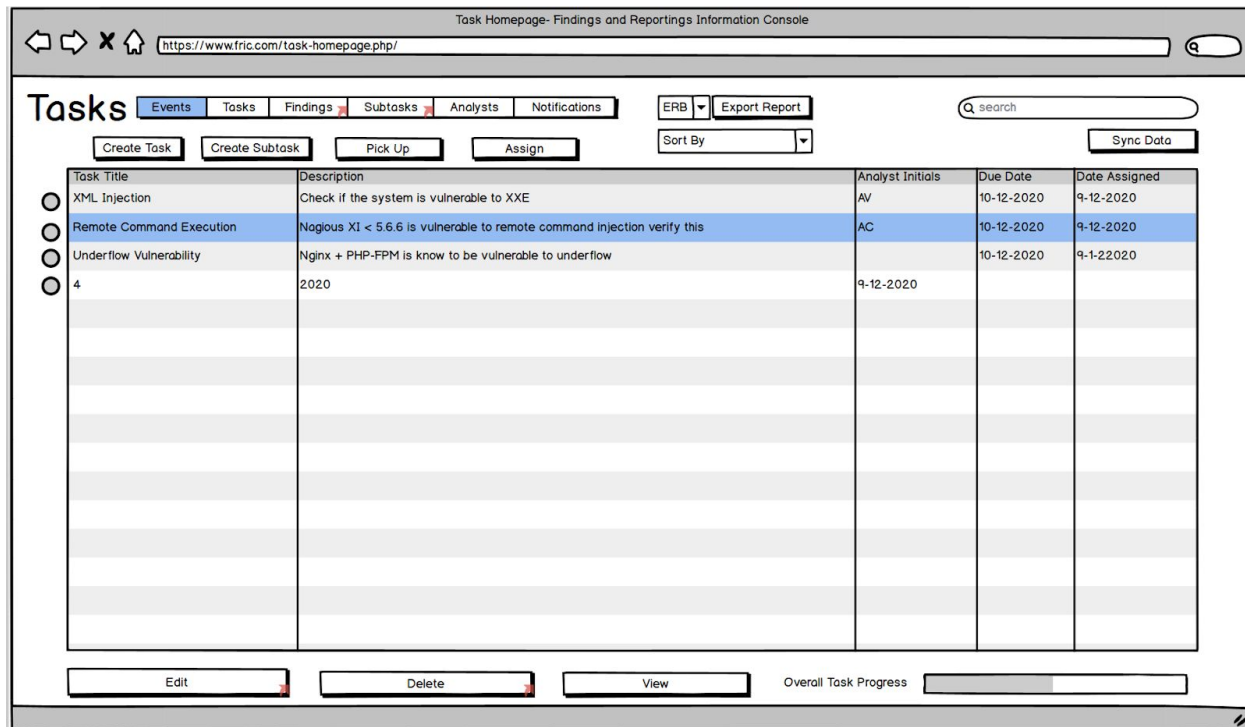 Task Homepage- Findings and Reportings Information Console
https://www.fric.com/task-homepage.php/
Tasks Events Tasks Findings Subtasks Analysts Notifications ERB Export Report search
Create Task Create Subtask Pick Up Assign Sort By Sync Data
Task Title Description Analyst Initials Due Date Date Assigned
XML Injection Check if the system is vulnerable to XXE AV 10-12-2020 9-12-2020
Remote Command Execution Nagious XI < 5.6.6 is vulnerable to remote command injection verify this AC 10-12-2020 9-12-2020
Underflow Vulnerability Nginx + PHP-FPM is know to be vulnerable to underflow 10-12-2020 9-1-22020
4 2020 9-12-2020
Edit Delete View Overall Task Progress